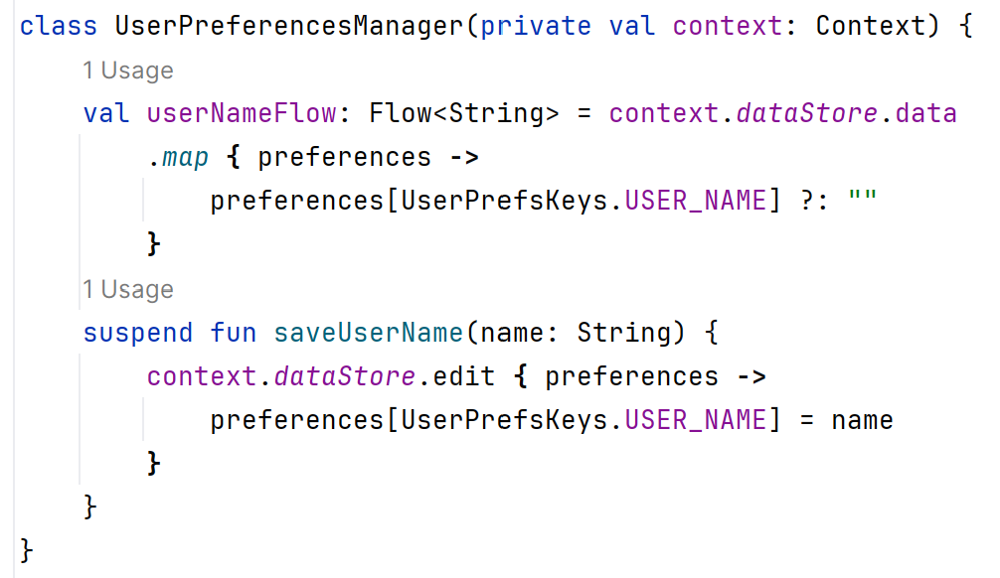 class UserPreferencesManager(private val context: Context) {
1 Usage
val userNameFlow: Flow<String> = context.dataStore.data
.map { preferences ->
preferences[UserPrefsKeys.USER_NAME] ?: ""
}
1 Usage
suspend fun saveUserName(name: String) {
context.dataStore.edit { preferences ->
preferences[UserPrefsKeys.USER_NAME] = name
}
}
}